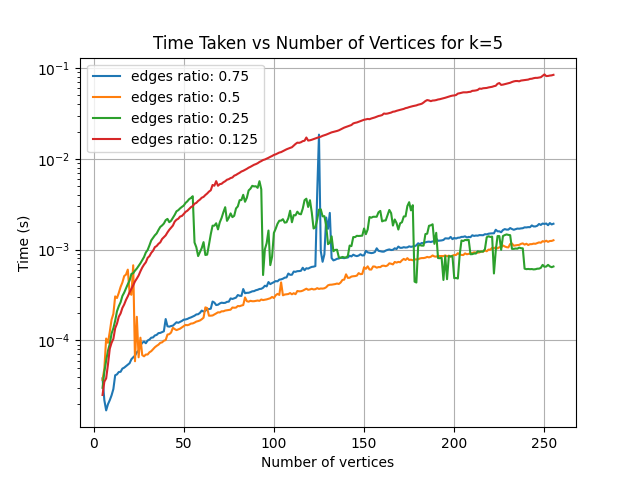 Time Taken vs Number of Vertices for k=5
edges ratio: 0.75
edges ratio: 0.5
edges ratio: 0.25
edges ratio: 0.125
Time (s)
10⁻¹
10⁻²
10⁻³
10⁻⁴
0 50 100 150 200 250
Number of vertices